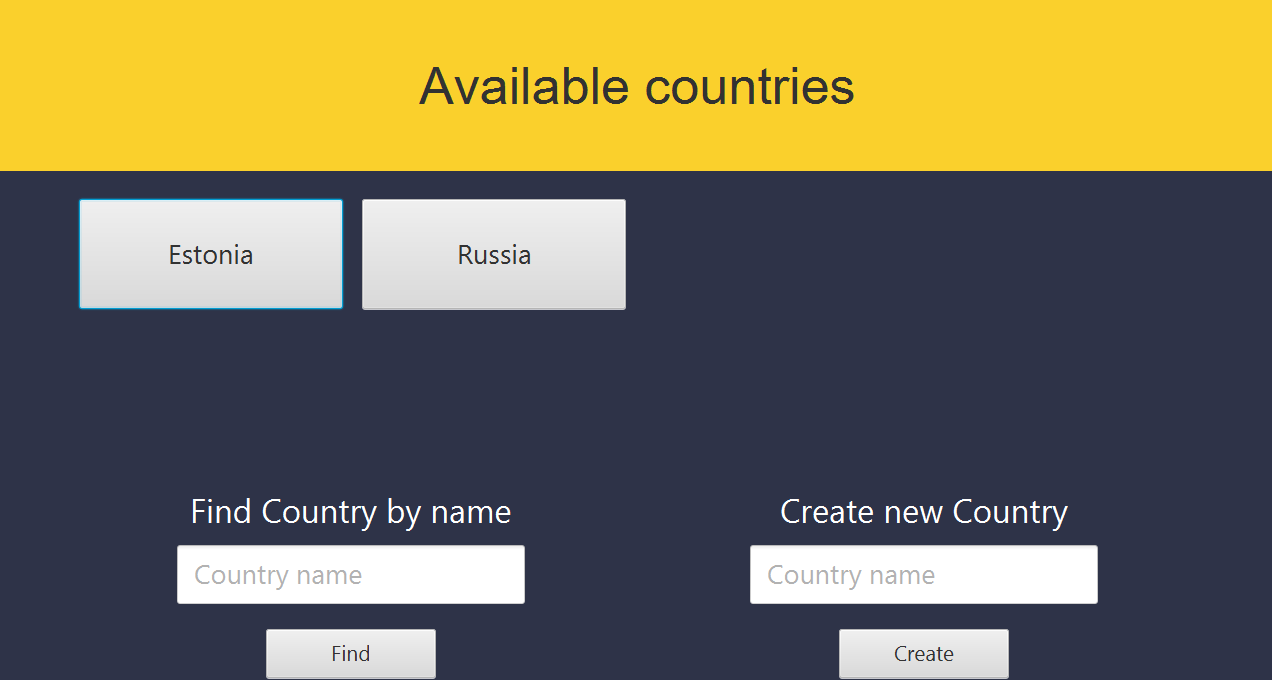 Available countries
Estonia
Russia
Find Country by name
Create new Country
Country name
Country name
Find
Create